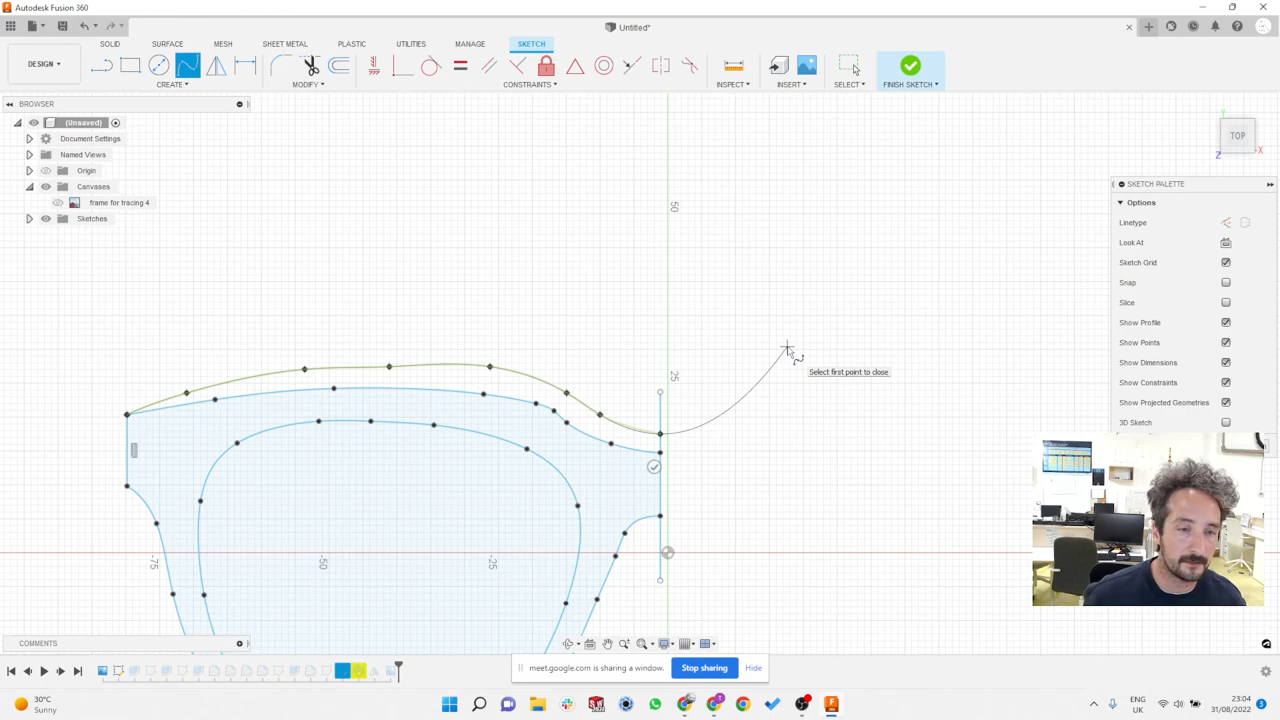 Autodesk Fusion 360
Untitled*
SOLID SURFACE MESH SHEET METAL PLASTIC UTILITIES MANAGE SKETCH
DESIGN
CREATE MODIFY CONSTRAINTS INSPECT INSERT SELECT FINISH SKETCH
BROWSER
(Unsaved)
Document Settings
Named Views
Origin
Canvases
frame for tracing 4
Sketches
TOP
Y
X
Z
SKETCH PALETTE
Options
Linetype
Look At
Sketch Grid
Snap
Slice
Show Profile
Show Points
Show Dimensions
Show Constraints
Show Projected Geometries
3D Sketch
50
25
Select first point to close
-75
-50
-25
COMMENTS
meet.google.com is sharing a window.
Stop sharing
Hide
30°C
Sunny
ENG
UK
23:04
31/08/2022
3